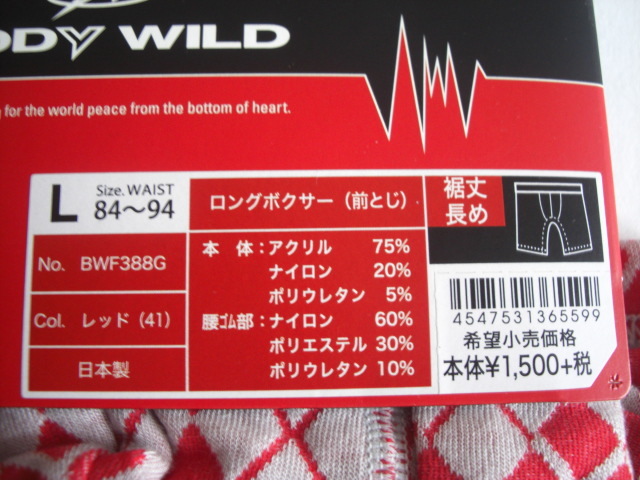 ODY WILD
for the world peace from the bottom of heart.
L Size.WAIST 84〜94
ロングボクサー（前とじ）
裾丈長め
No. BWF388G
Col. レッド（41）
日本製
本体：アクリル 75%
ナイロン 20%
ポリウレタン 5%
腰ゴム部：ナイロン 60%
ポリエステル 30%
ポリウレタン 10%
4547531365599
希望小売価格
本体¥1,500+税